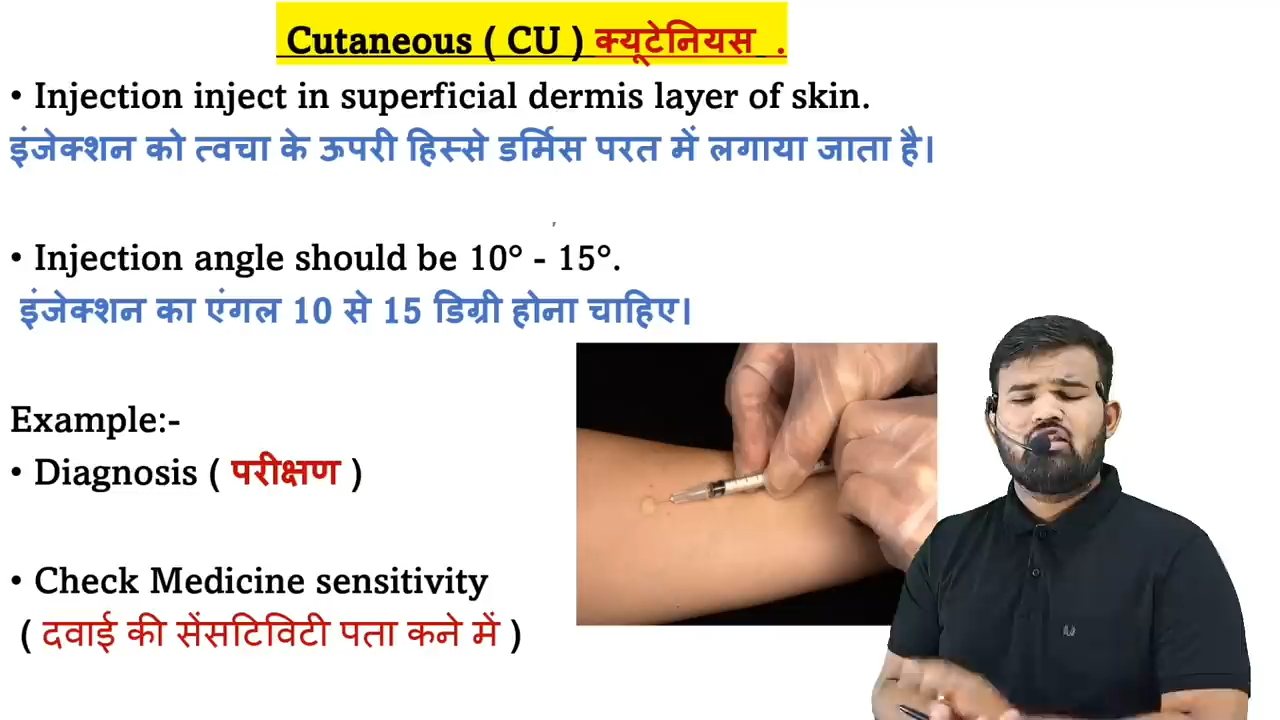 Cutaneous ( CU ) क्यूटेनियस .
• Injection inject in superficial dermis layer of skin.
इंजेक्शन को त्वचा के ऊपरी हिस्से डर्मिस परत में लगाया जाता है।
• Injection angle should be 10° - 15°.
इंजेक्शन का एंगल 10 से 15 डिग्री होना चाहिए।
Example:-
• Diagnosis ( परीक्षण )
• Check Medicine sensitivity
( दवाई की सेंसटिविटी पता कने में )